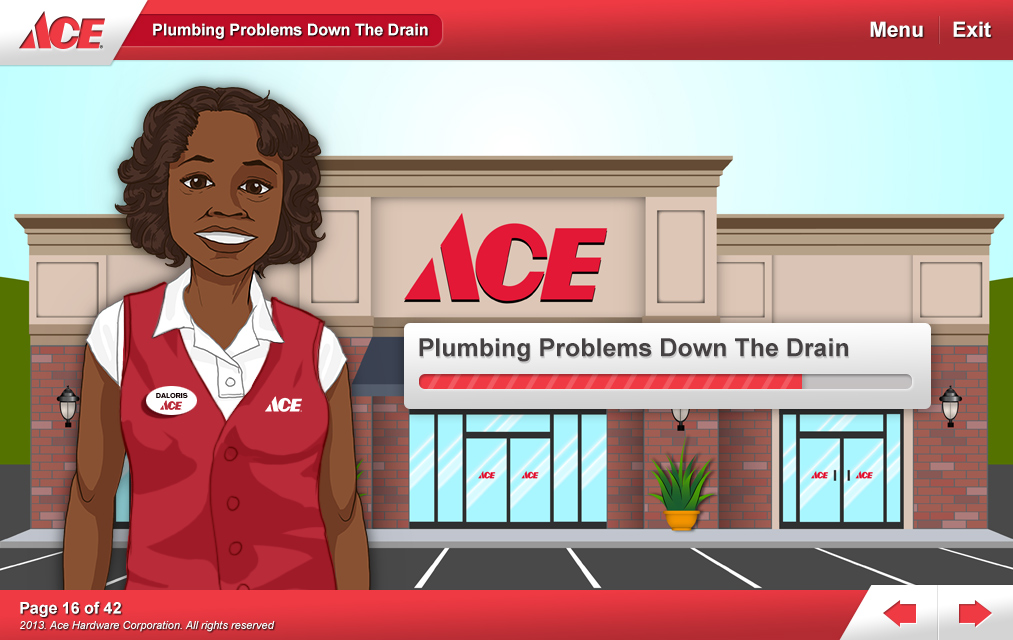 ACE
Plumbing Problems Down The Drain
Menu
Exit
ACE
Plumbing Problems Down The Drain
DALORIS
ACE
ACE
ACE
ACE
ACE
ACE
Page 16 of 42
2013. Ace Hardware Corporation. All rights reserved